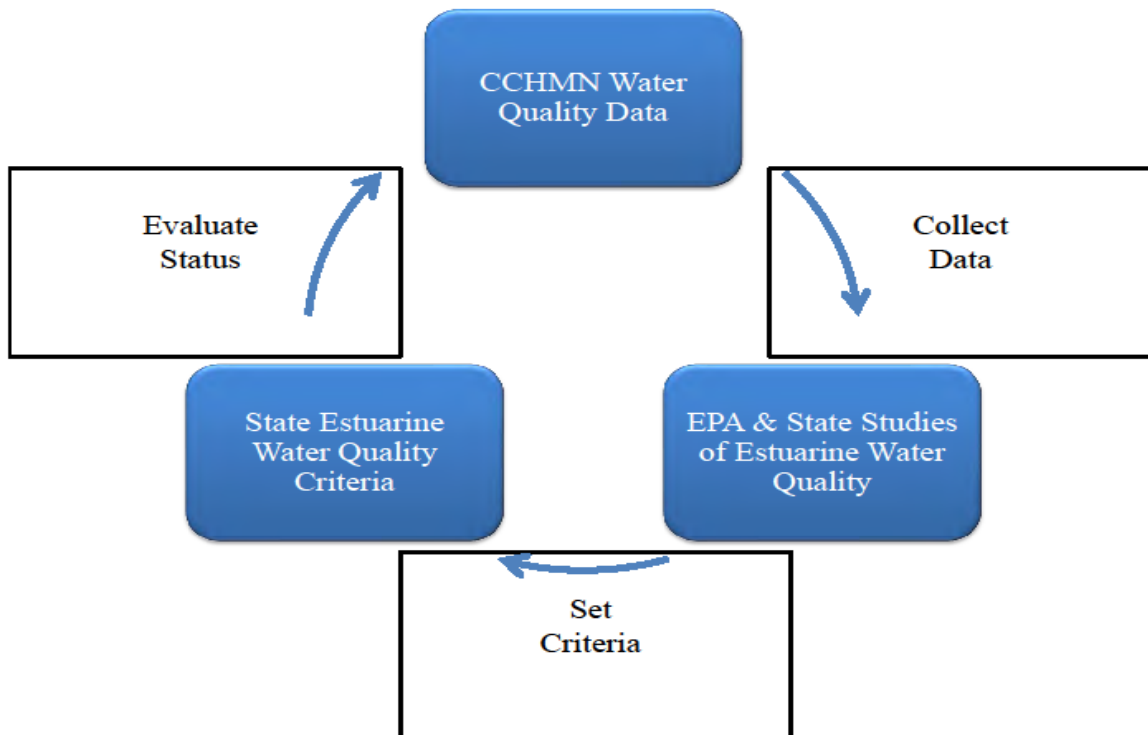 CCHMN Water
Quality Data
Evaluate
Status
Collect
Data
State Estuarine
Water Quality
Criteria
EPA & State Studies
of Estuarine Water
Quality
Set
Criteria